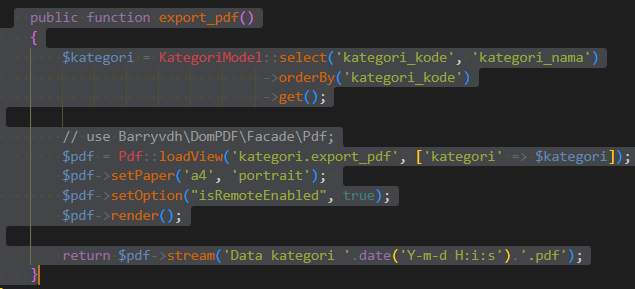 public function export_pdf()
{
$kategori = KategoriModel::select('kategori_kode', 'kategori_nama')
->orderBy('kategori_kode')
->get();
// use Barryvdh\DomPDF\Facade\Pdf;
$pdf = Pdf::loadView('kategori.export_pdf', ['kategori' => $kategori]);
$pdf->setPaper('a4', 'portrait');
$pdf->setOption("isRemoteEnabled", true);
$pdf->render();
return $pdf->stream('Data kategori '.date('Y-m-d H:i:s').'.pdf');
}